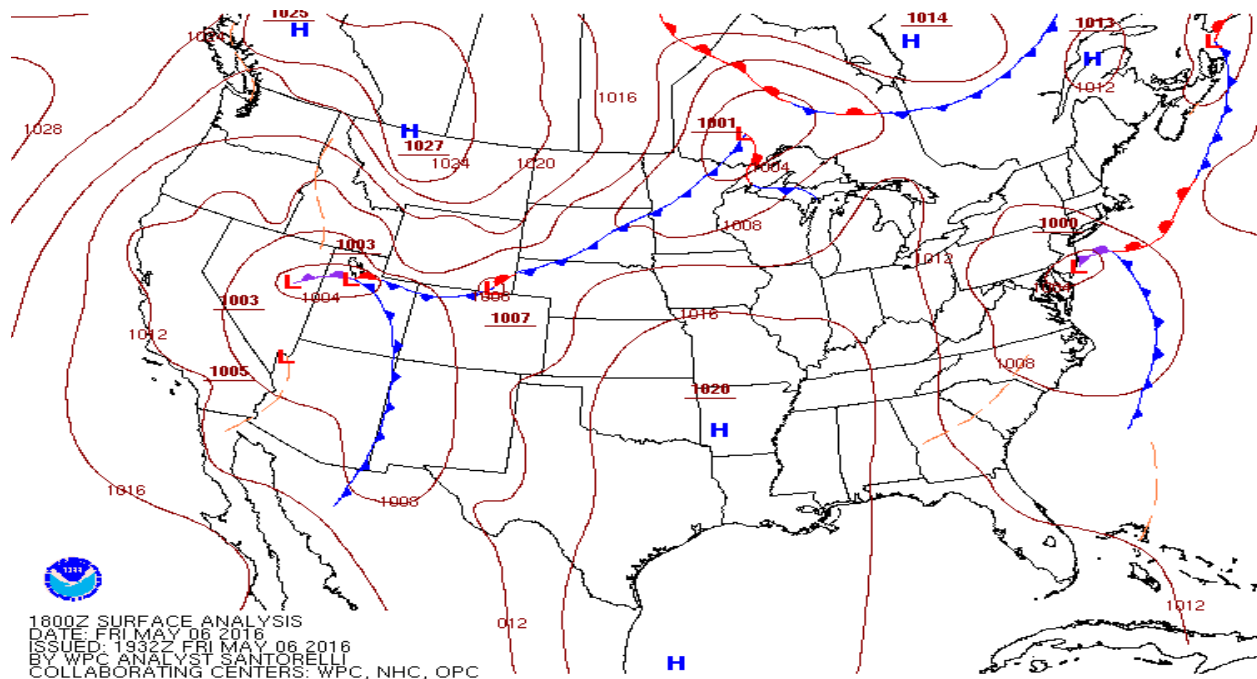 1025
1014
1013
H
H
L
1024
H
1012
1016
1028
1001
L
H
1027
1024
1020
1004
1008
1000
1003
1012
L
L
L
L
1004
1004
1006
1003
1007
1016
1012
L
1008
1005
1020
H
1016
1008
1012
012
H
1800Z SURFACE ANALYSIS
DATE: FRI MAY 06 2016
ISSUED: 1932Z FRI MAY 06 2016
BY WPC ANALYST SANTORELLI
COLLABORATING CENTERS: WPC, NHC, OPC